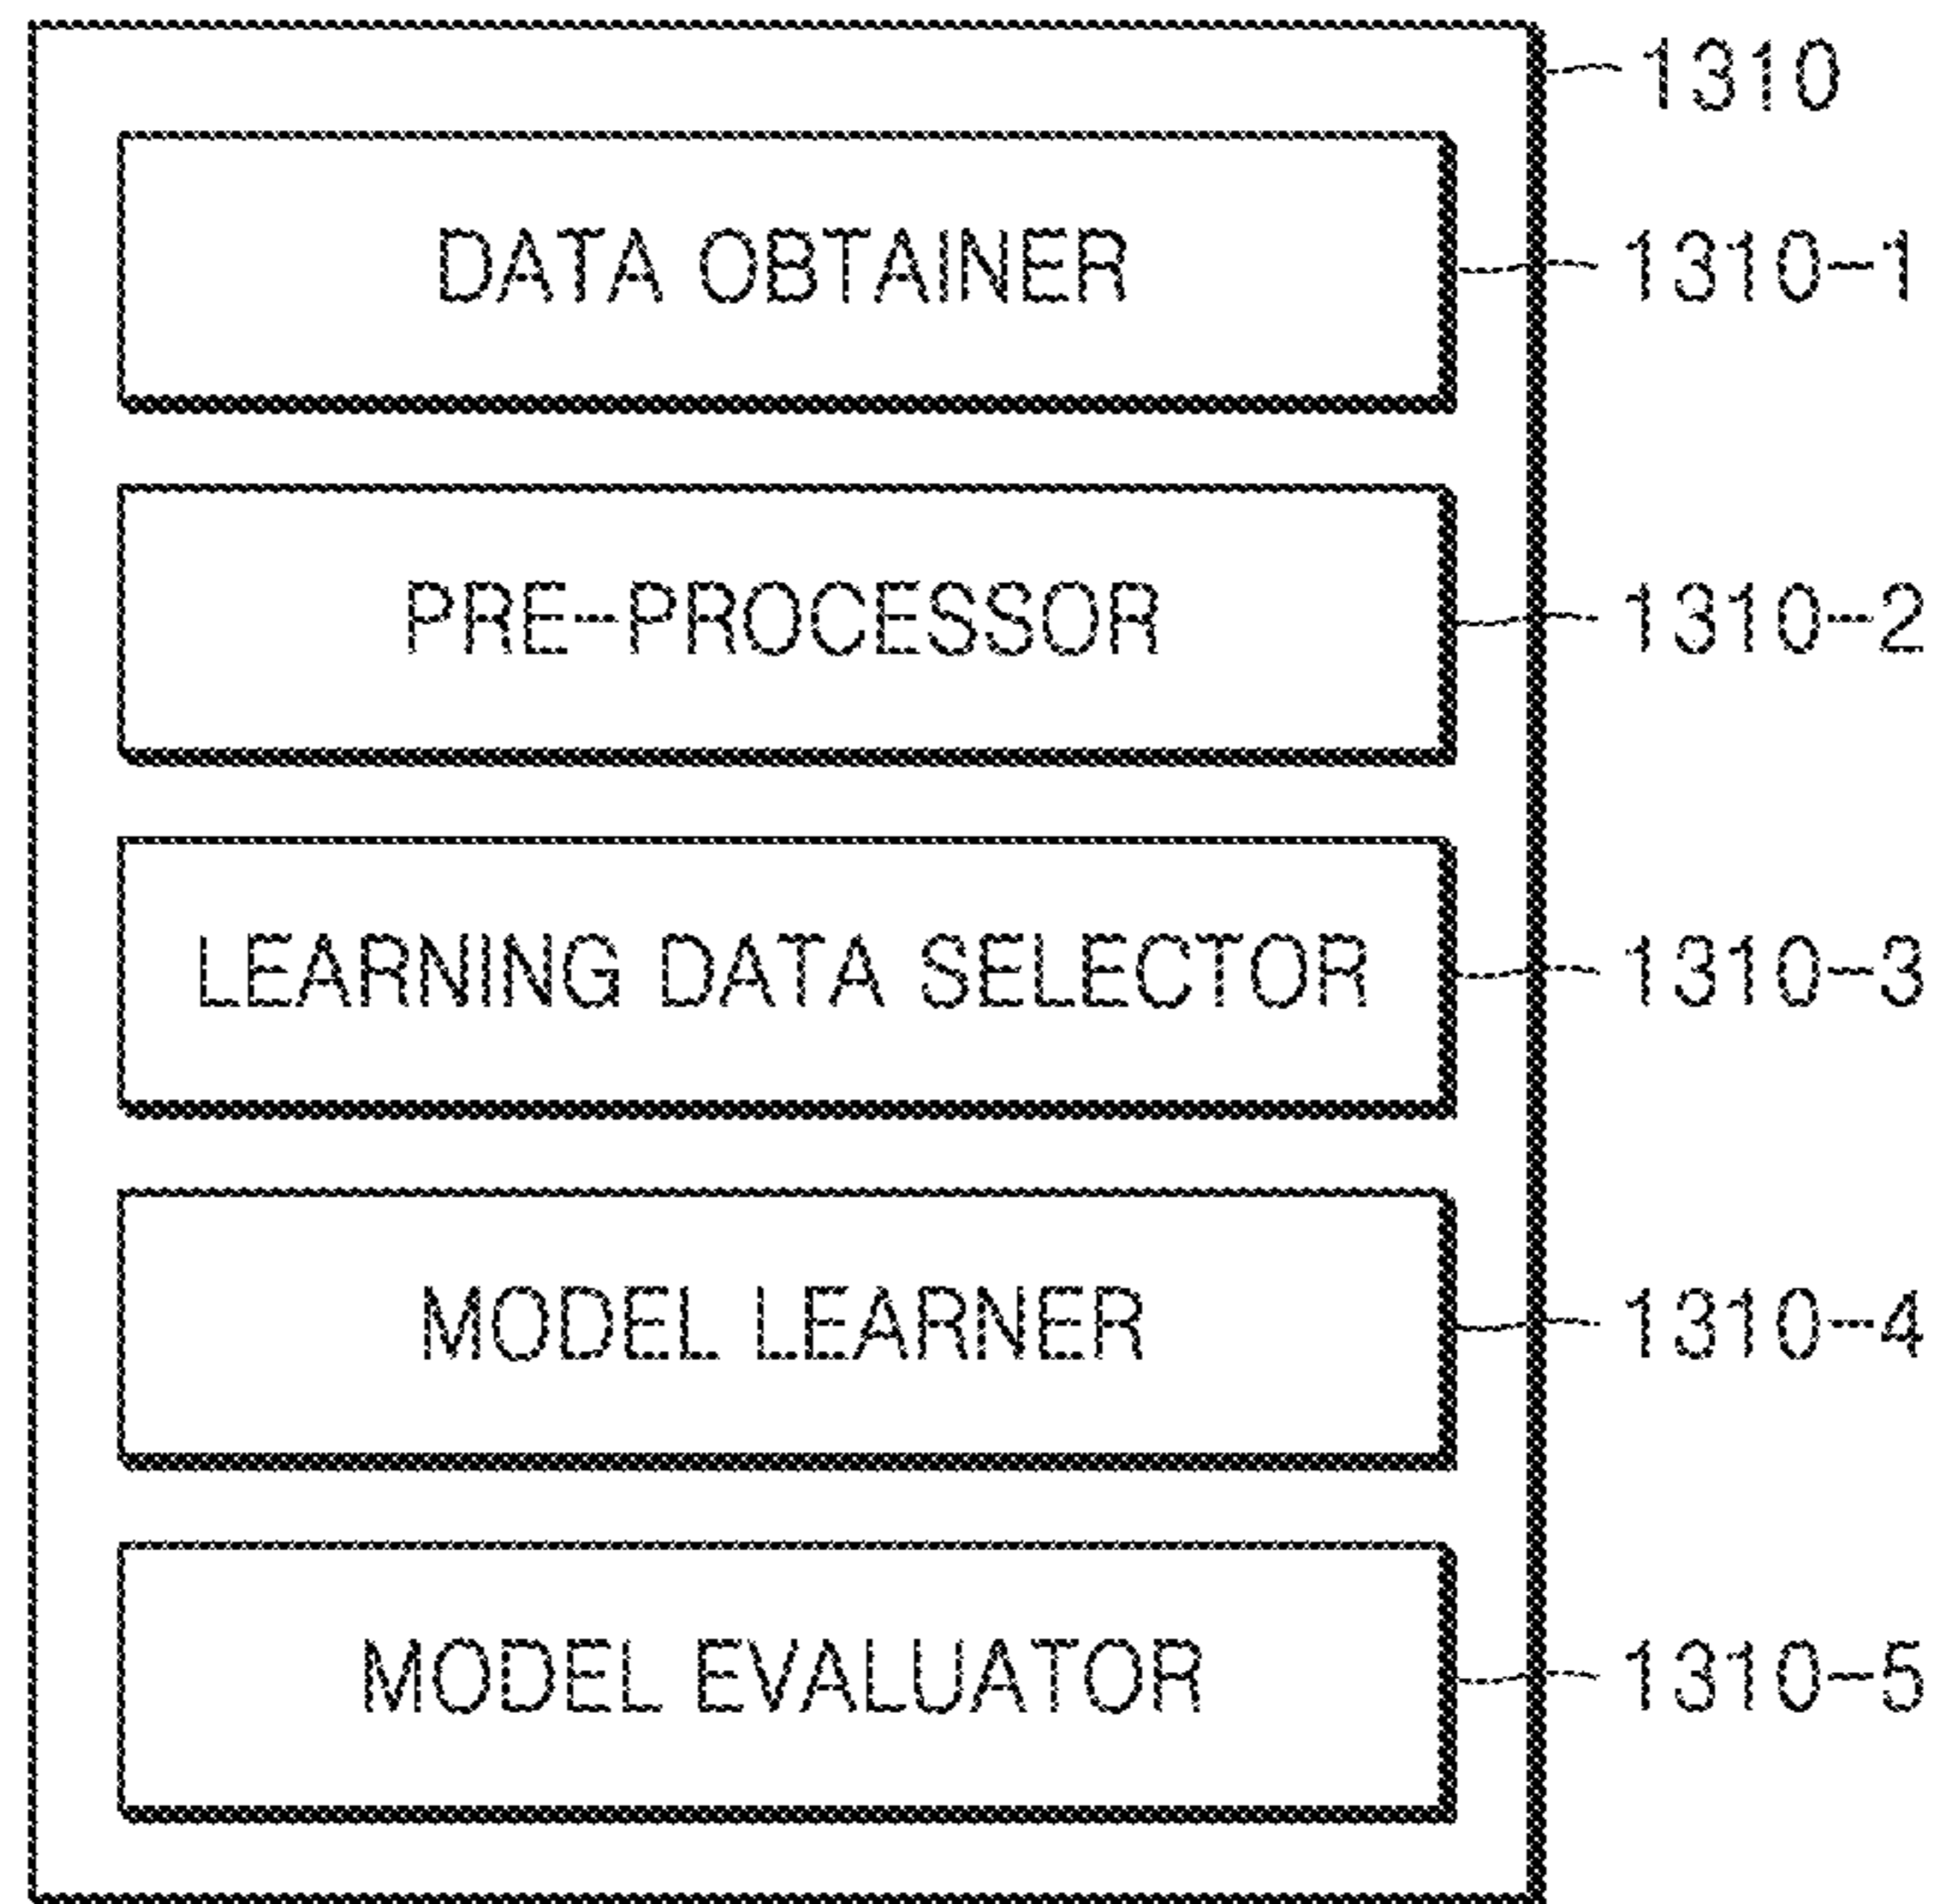 1310
DATA OBTAINER 1310-1
PRE-PROCESSOR 1310-2
LEARNING DATA SELECTOR 1310-3
MODEL LEARNER 1310-4
MODEL EVALUATOR 1310-5